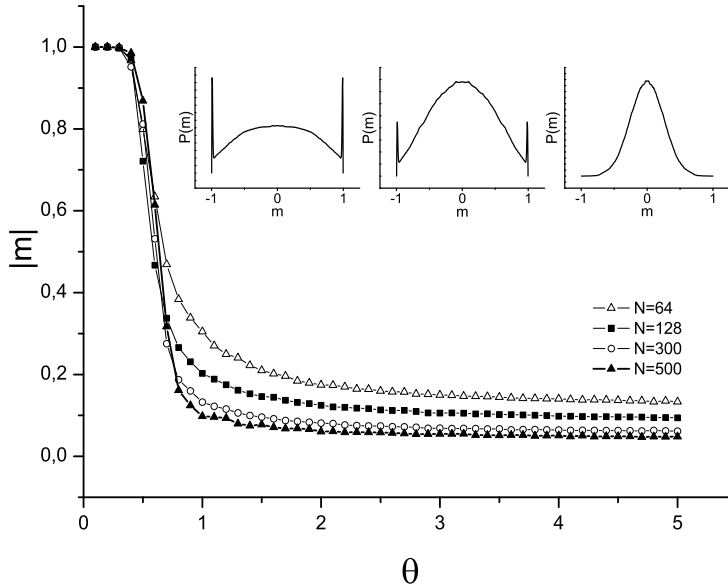 |m|
1,0
0,8
0,6
0,4
0,2
0,0
0 1 2 3 4 5
θ
P(m)
-1 0 1
m
P(m)
-1 0 1
m
P(m)
-1 0 1
m
N=64
N=128
N=300
N=500